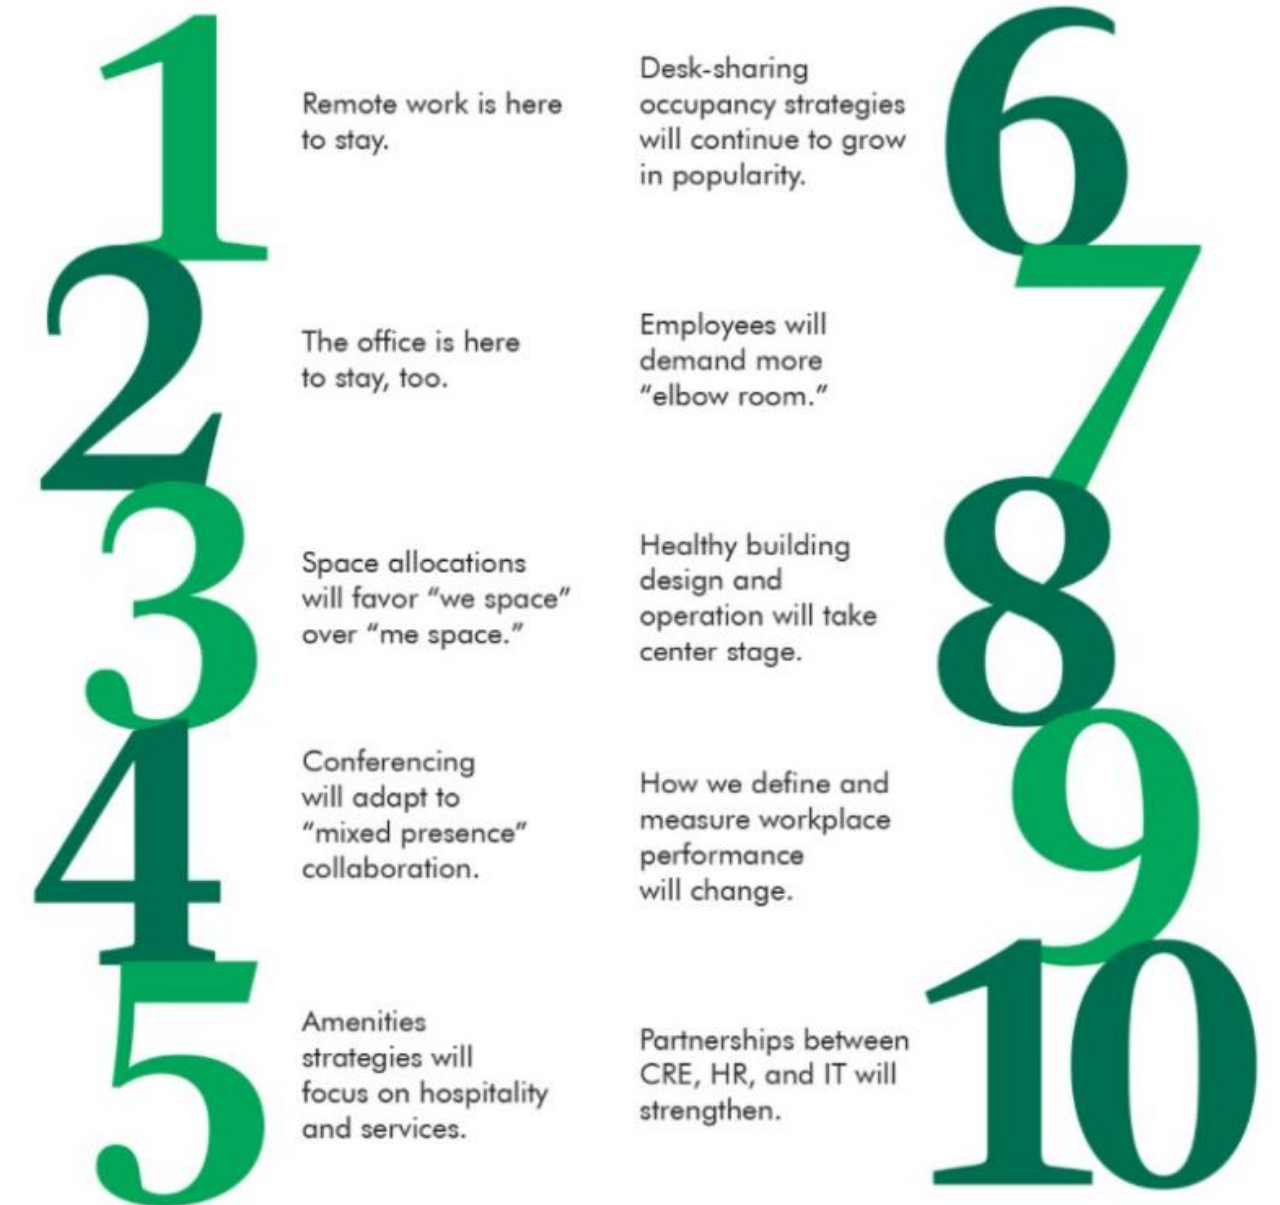 1
Remote work is here
to stay.
2
The office is here
to stay, too.
3
Space allocations
will favor “we space”
over “me space.”
4
Conferencing
will adapt to
“mixed presence”
collaboration.
5
Amenities
strategies will
focus on hospitality
and services.
6
Desk-sharing
occupancy strategies
will continue to grow
in popularity.
7
Employees will
demand more
“elbow room.”
8
Healthy building
design and
operation will take
center stage.
9
How we define and
measure workplace
performance
will change.
10
Partnerships between
CRE, HR, and IT will
strengthen.